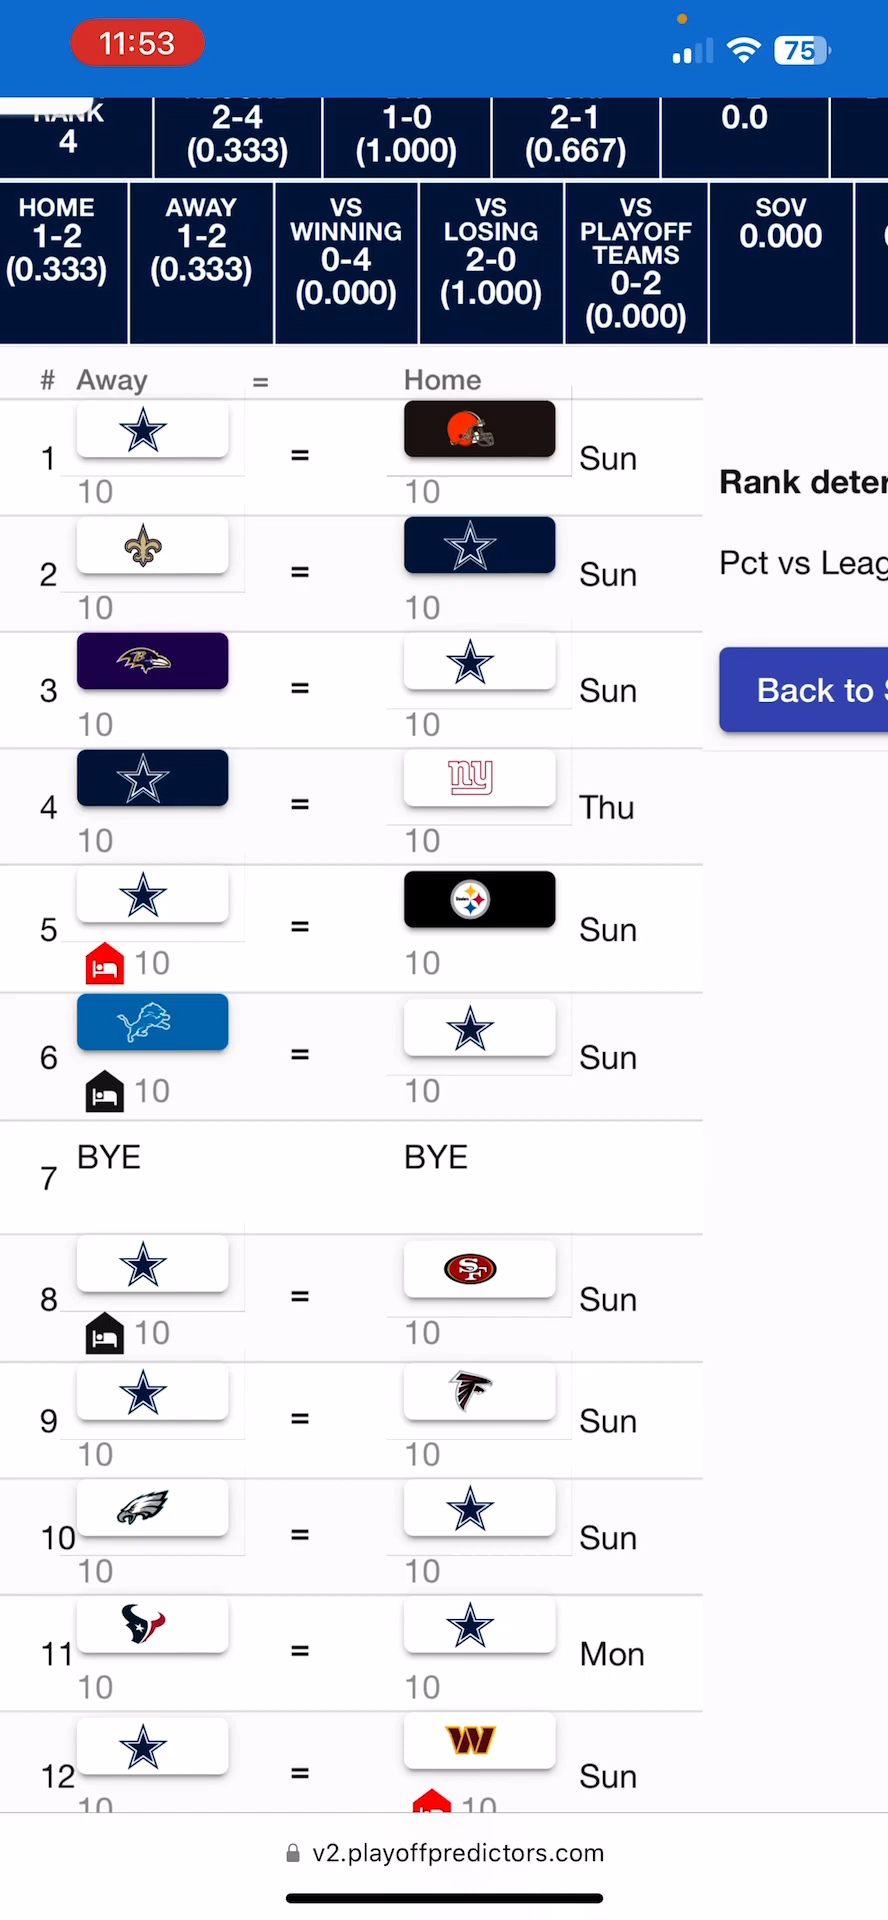 11:53
75
RANK
4
2-4
(0.333)
1-0
(1.000)
2-1
(0.667)
0.0
HOME
1-2
(0.333)
AWAY
1-2
(0.333)
VS
WINNING
0-4
(0.000)
VS
LOSING
2-0
(1.000)
VS
PLAYOFF
TEAMS
0-2
(0.000)
SOV
0.000
# Away = Home
1 = Sun
10 10
Rank deter
2 = Sun
10 10
Pct vs Leag
3 = Sun
10 10
Back to
4 ny = Thu
10 10
5 = Sun
10 10
6 = Sun
10 10
7 BYE BYE
8 = SF Sun
10 10
9 = Sun
10 10
10 = Sun
10 10
11 = Mon
10 10
12 = W Sun
10 10
v2.playoffpredictors.com